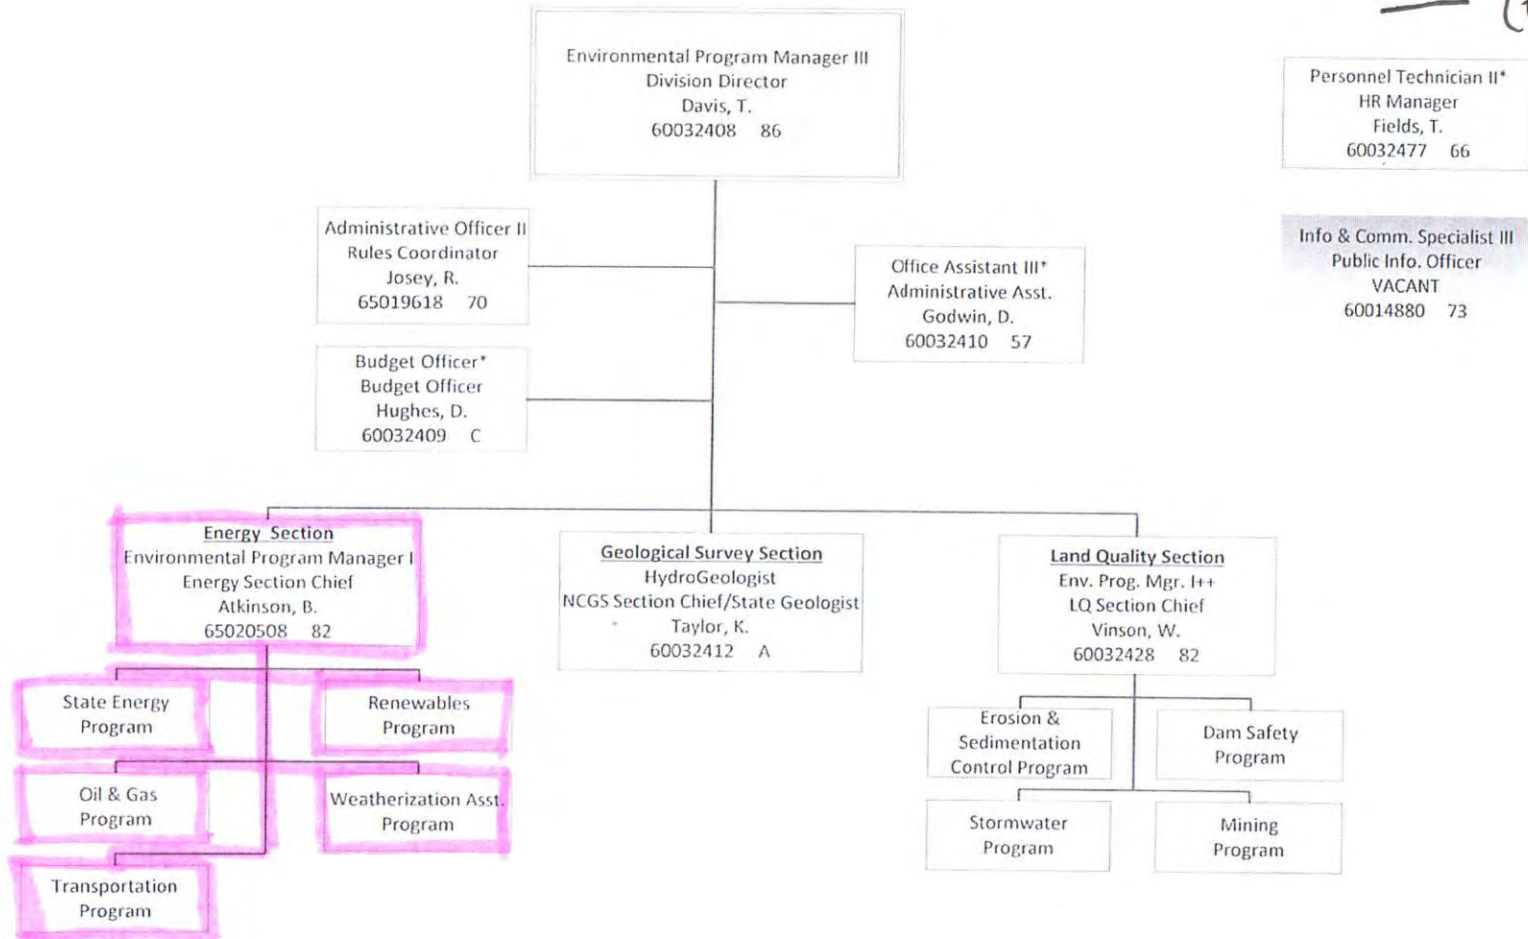 Environmental Program Manager III
Division Director
Davis, T.
60032408 86
Personnel Technician II*
HR Manager
Fields, T.
60032477 66
Administrative Officer II
Rules Coordinator
Josey, R.
65019618 70
Office Assistant III*
Administrative Asst.
Godwin, D.
60032410 57
Info & Comm. Specialist III
Public Info. Officer
VACANT
60014880 73
Budget Officer*
Budget Officer
Hughes, D.
60032409 C
Energy Section
Environmental Program Manager I
Energy Section Chief
Atkinson, B.
65020508 82
Geological Survey Section
HydroGeologist
NCGS Section Chief/State Geologist
Taylor, K.
60032412 A
Land Quality Section
Env. Prog. Mgr. I++
LQ Section Chief
Vinson, W.
60032428 82
State Energy
Program
Renewables
Program
Oil & Gas
Program
Weatherization Asst.
Program
Transportation
Program
Erosion &
Sedimentation
Control Program
Dam Safety
Program
Stormwater
Program
Mining
Program